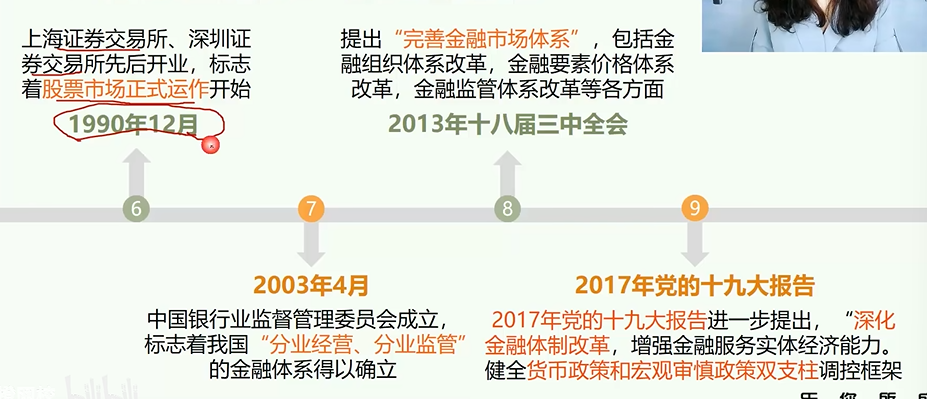 上海证券交易所、深圳证
券交易所先后开业，标志
着股票市场正式运作开始
1990年12月
提出“完善金融市场体系”，包括金
融组织体系改革，金融要素价格体系
改革，金融监管体系改革等各方面
2013年十八届三中全会
6
7
8
9
2003年4月
中国银行业监督管理委员会成立，
标志着我国“分业经营、分业监管”
的金融体系得以确立
2017年党的十九大报告
2017年党的十九大报告进一步提出，“深化
金融体制改革，增强金融服务实体经济能力。
健全货币政策和宏观审慎政策双支柱调控框架